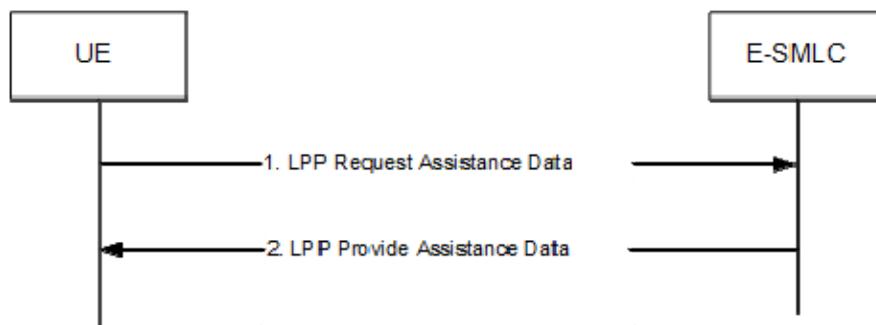 UE
E-SMLC
1. LPP Request Assistance Data
2. LPP Provide Assistance Data